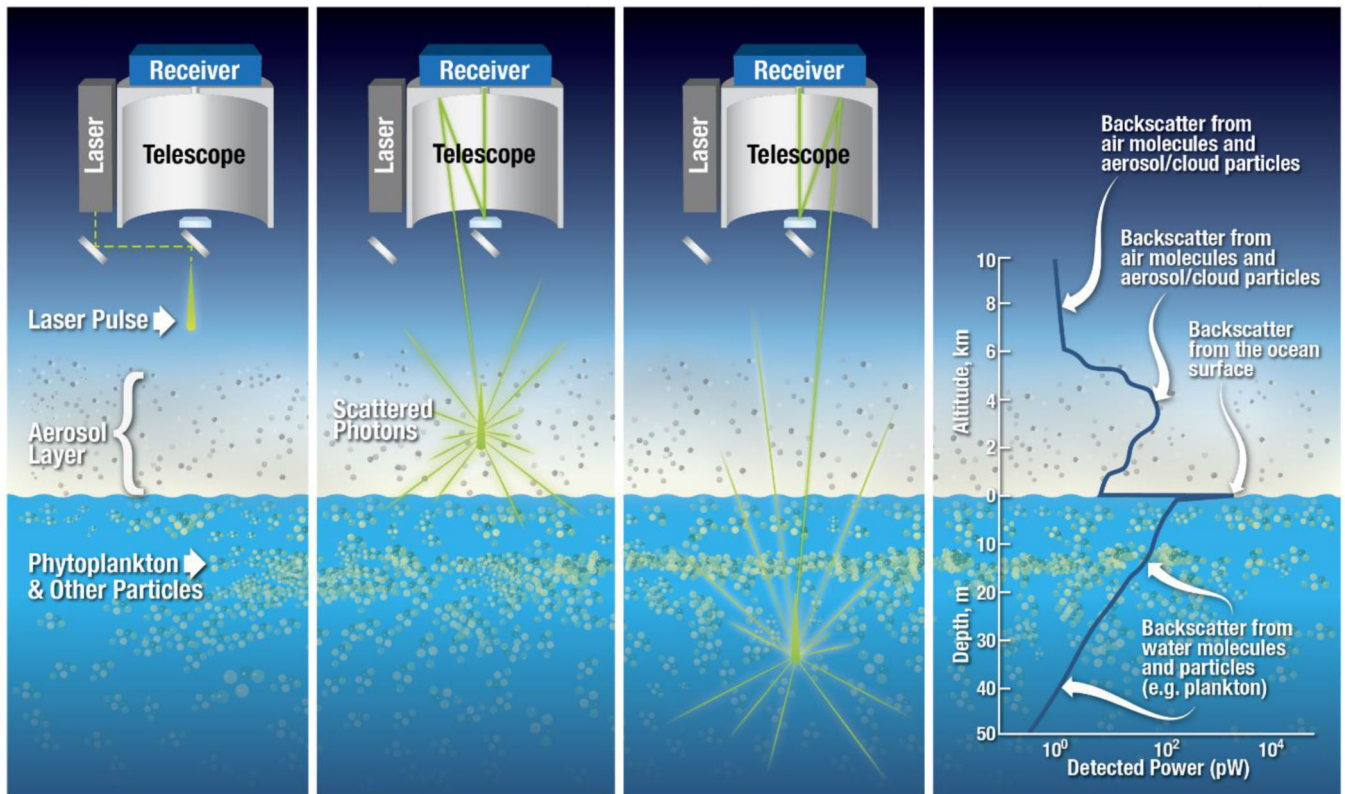 Receiver
Laser
Telescope
Laser Pulse
Aerosol
Layer
Phytoplankton
& Other Particles
Receiver
Laser
Telescope
Scattered
Photons
Receiver
Laser
Telescope
Backscatter from
air molecules and
aerosol/cloud particles
Backscatter from
air molecules and
aerosol/cloud particles
Backscatter
from the ocean
surface
Altitude, km
10
8
6
4
2
0
Depth, m
10
20
30
40
50
Backscatter from
water molecules
and particles
(e.g. plankton)
10⁰ 10² 10⁴
Detected Power (pW)